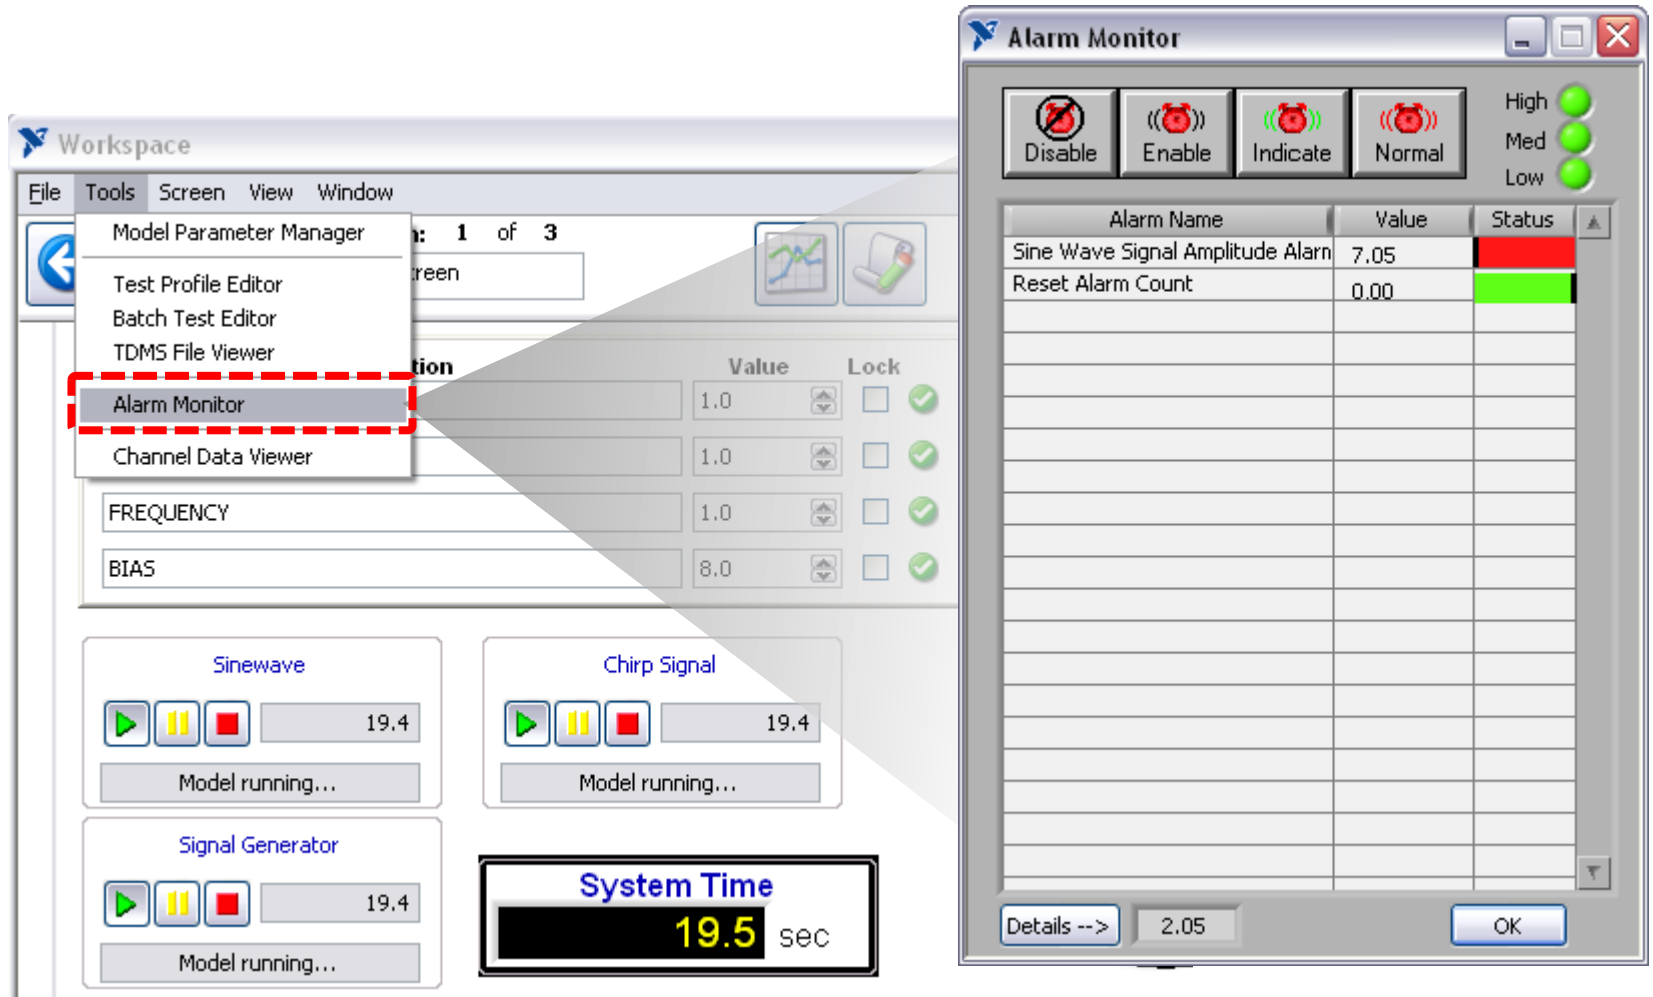 Workspace
File Tools Screen View Window
Model Parameter Manager
Test Profile Editor
Batch Test Editor
TDMS File Viewer
Alarm Monitor
Channel Data Viewer
1 of 3
reen
tion Value Lock
1.0
1.0
FREQUENCY 1.0
BIAS 8.0
Sinewave
19.4
Model running...
Chirp Signal
19.4
Model running...
Signal Generator
19.4
Model running...
System Time
19.5 sec
Alarm Monitor
Disable Enable Indicate Normal
High
Med
Low
Alarm Name Value Status
Sine Wave Signal Amplitude Alarn 7.05
Reset Alarm Count 0.00
Details --> 2.05 OK